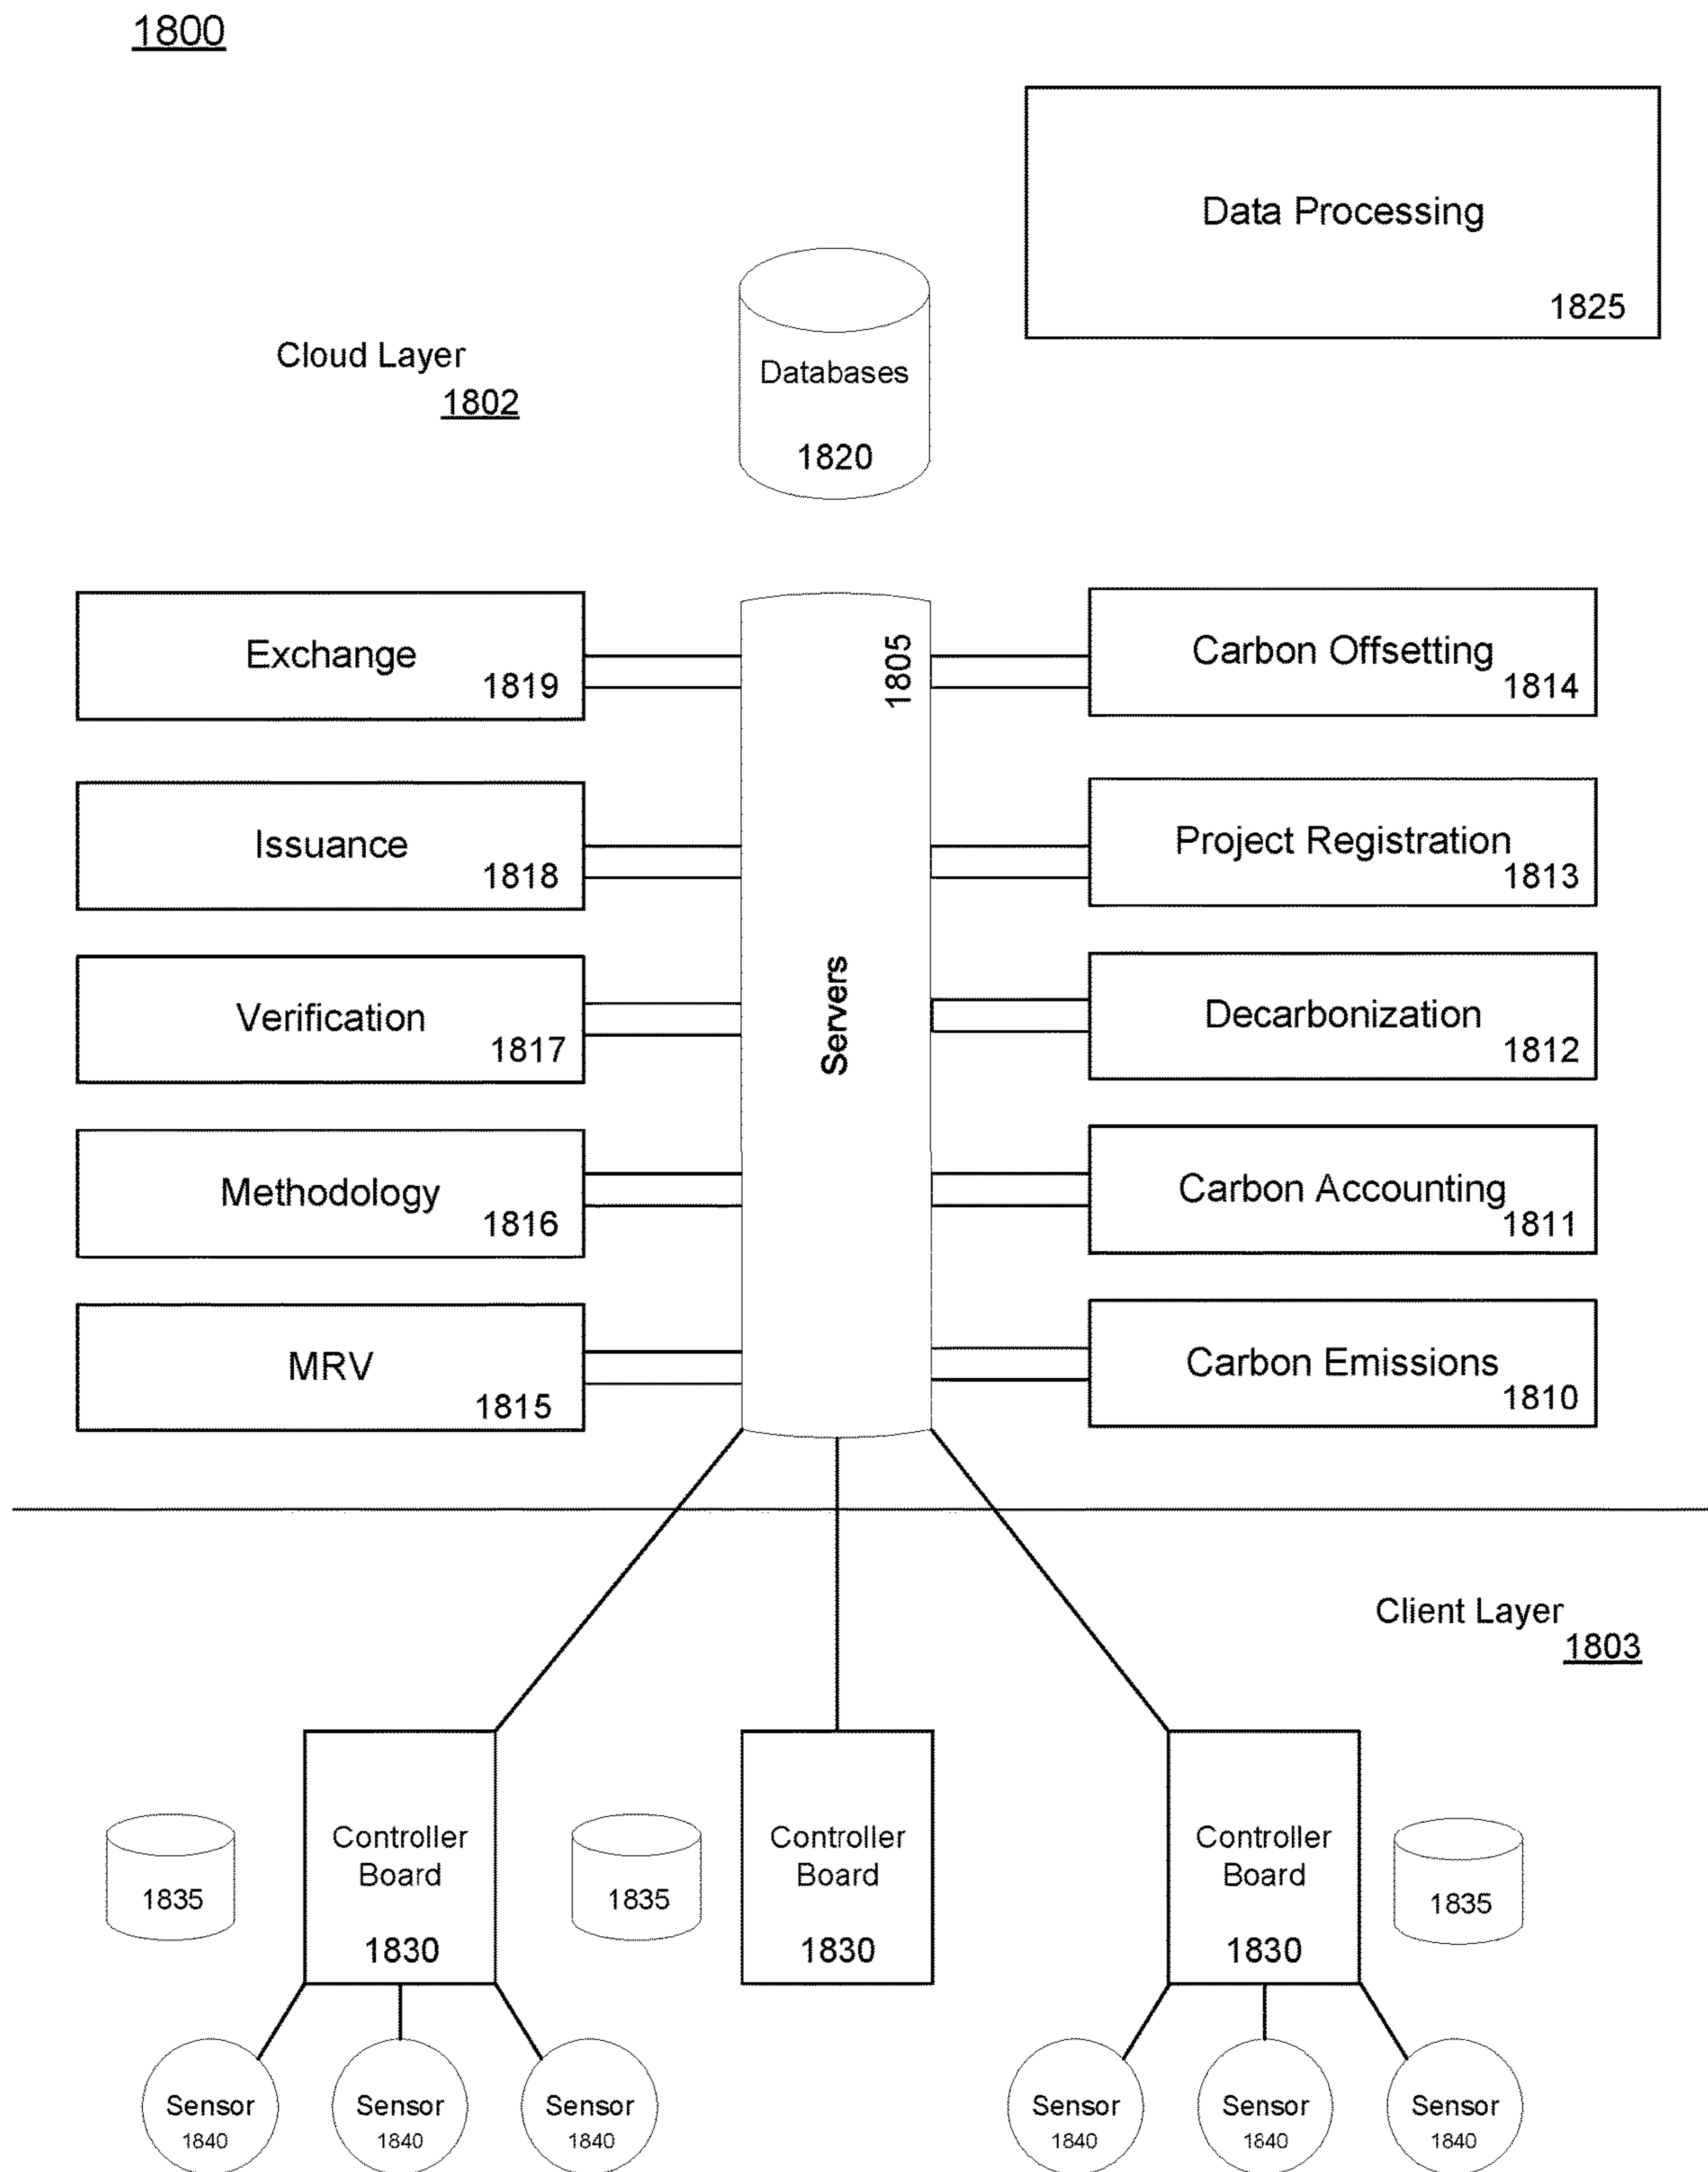 1800
Data Processing
1825
Cloud Layer
1802
Databases
1820
Exchange
1819
Issuance
1818
Verification
1817
Methodology
1816
MRV
1815
1805
Servers
Carbon Offsetting
1814
Project Registration
1813
Decarbonization
1812
Carbon Accounting
1811
Carbon Emissions
1810
Client Layer
1803
1835
Controller
Board
1830
1835
Controller
Board
1830
Controller
Board
1830
1835
Sensor
1840
Sensor
1840
Sensor
1840
Sensor
1840
Sensor
1840
Sensor
1840